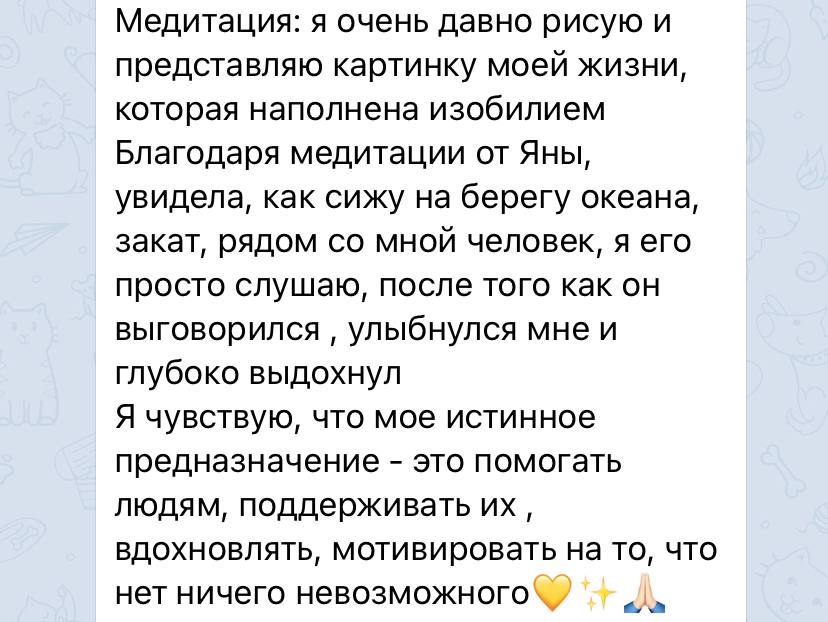 Медитация: я очень давно рисую и
представляю картинку моей жизни,
которая наполнена изобилием
Благодаря медитации от Яны,
увидела, как сижу на берегу океана,
закат, рядом со мной человек, я его
просто слушаю, после того как он
выговорился , улыбнулся мне и
глубоко выдохнул
Я чувствую, что мое истинное
предназначение - это помогать
людям, поддерживать их ,
вдохновлять, мотивировать на то, что
нет ничего невозможного💛✨🙏🏻